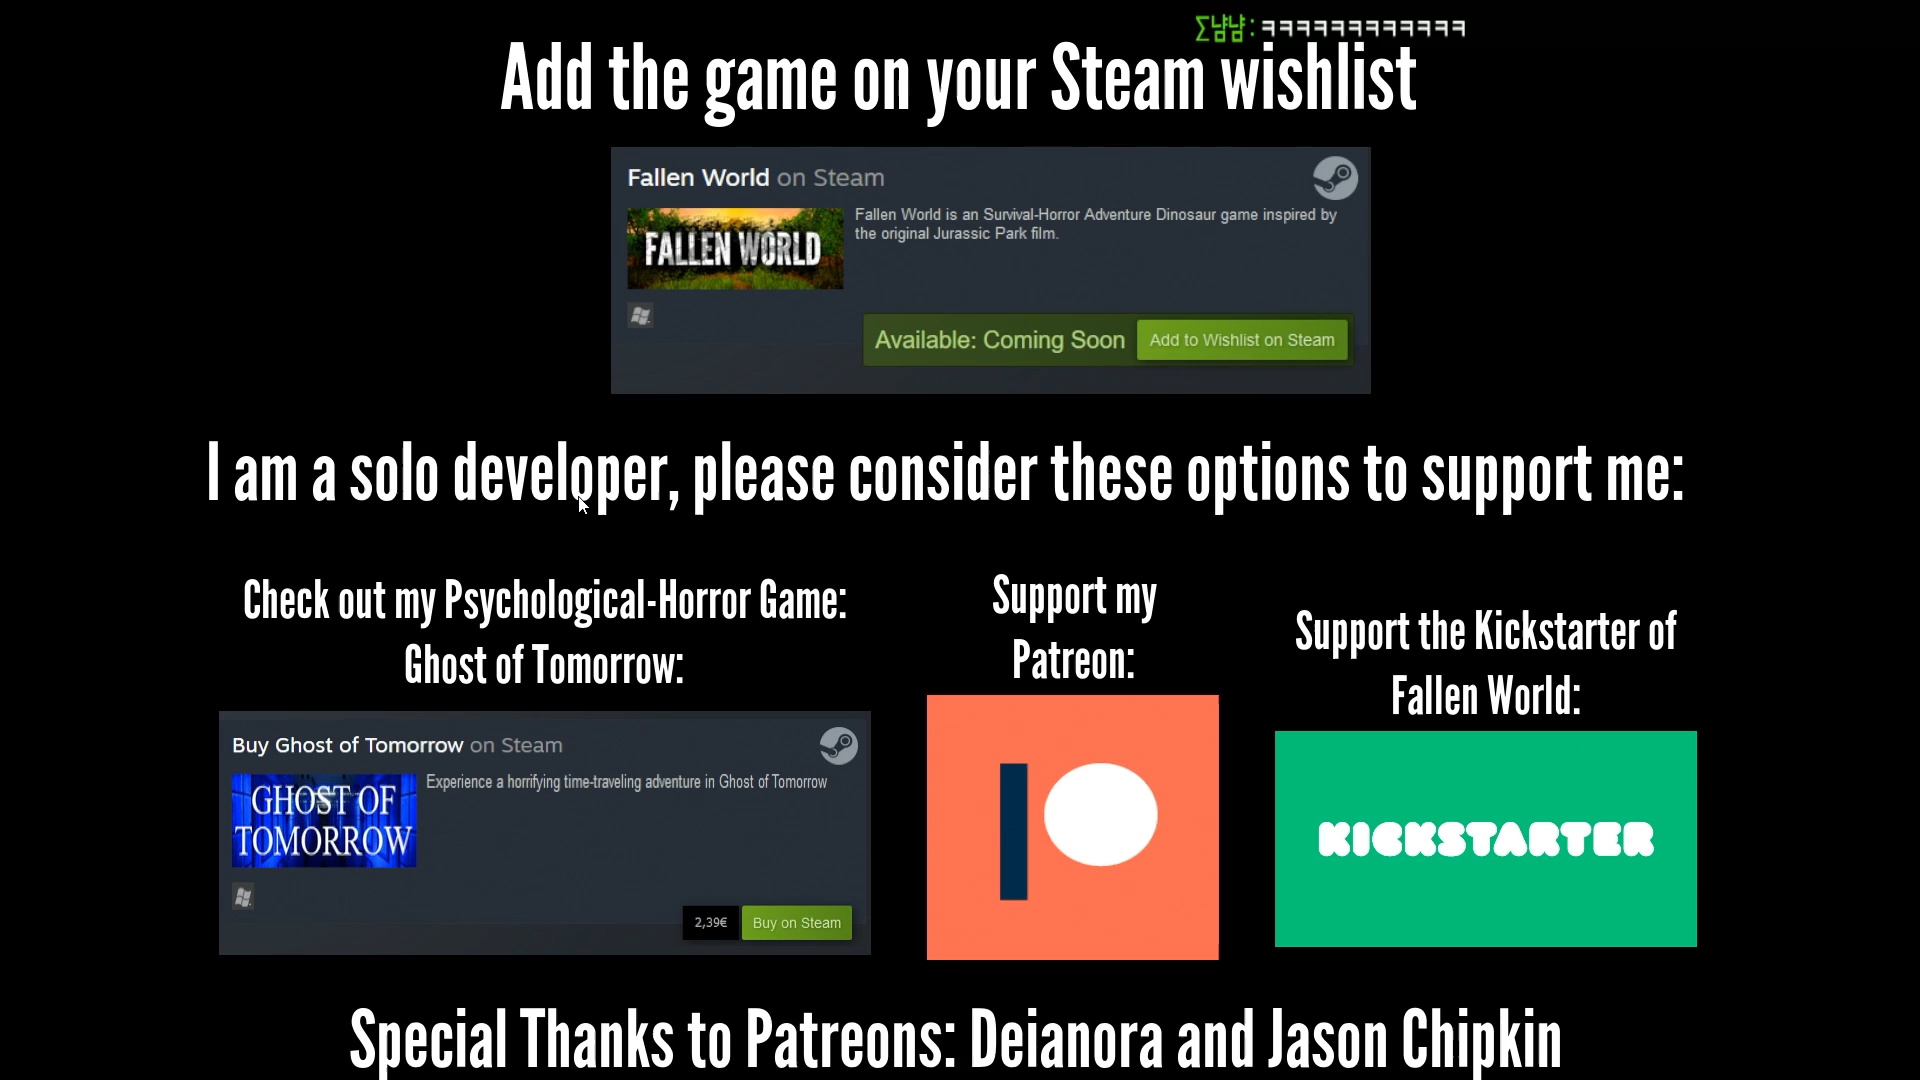 ∑냠냠: ㅋㅋㅋㅋㅋㅋㅋㅋㅋㅋㅋㅋ
Add the game on your Steam wishlist
Fallen World on Steam
FALLEN WORLD
Fallen World is an Survival-Horror Adventure Dinosaur game inspired by
the original Jurassic Park film.
Available: Coming Soon
Add to Wishlist on Steam
I am a solo developer, please consider these options to support me:
Check out my Psychological-Horror Game:
Ghost of Tomorrow:
Buy Ghost of Tomorrow on Steam
GHOST OF
TOMORROW
Experience a horrifying time-traveling adventure in Ghost of Tomorrow
2,39€
Buy on Steam
Support my
Patreon:
Support the Kickstarter of
Fallen World:
KICKSTARTER
Special Thanks to Patreons: Deianora and Jason Chipkin